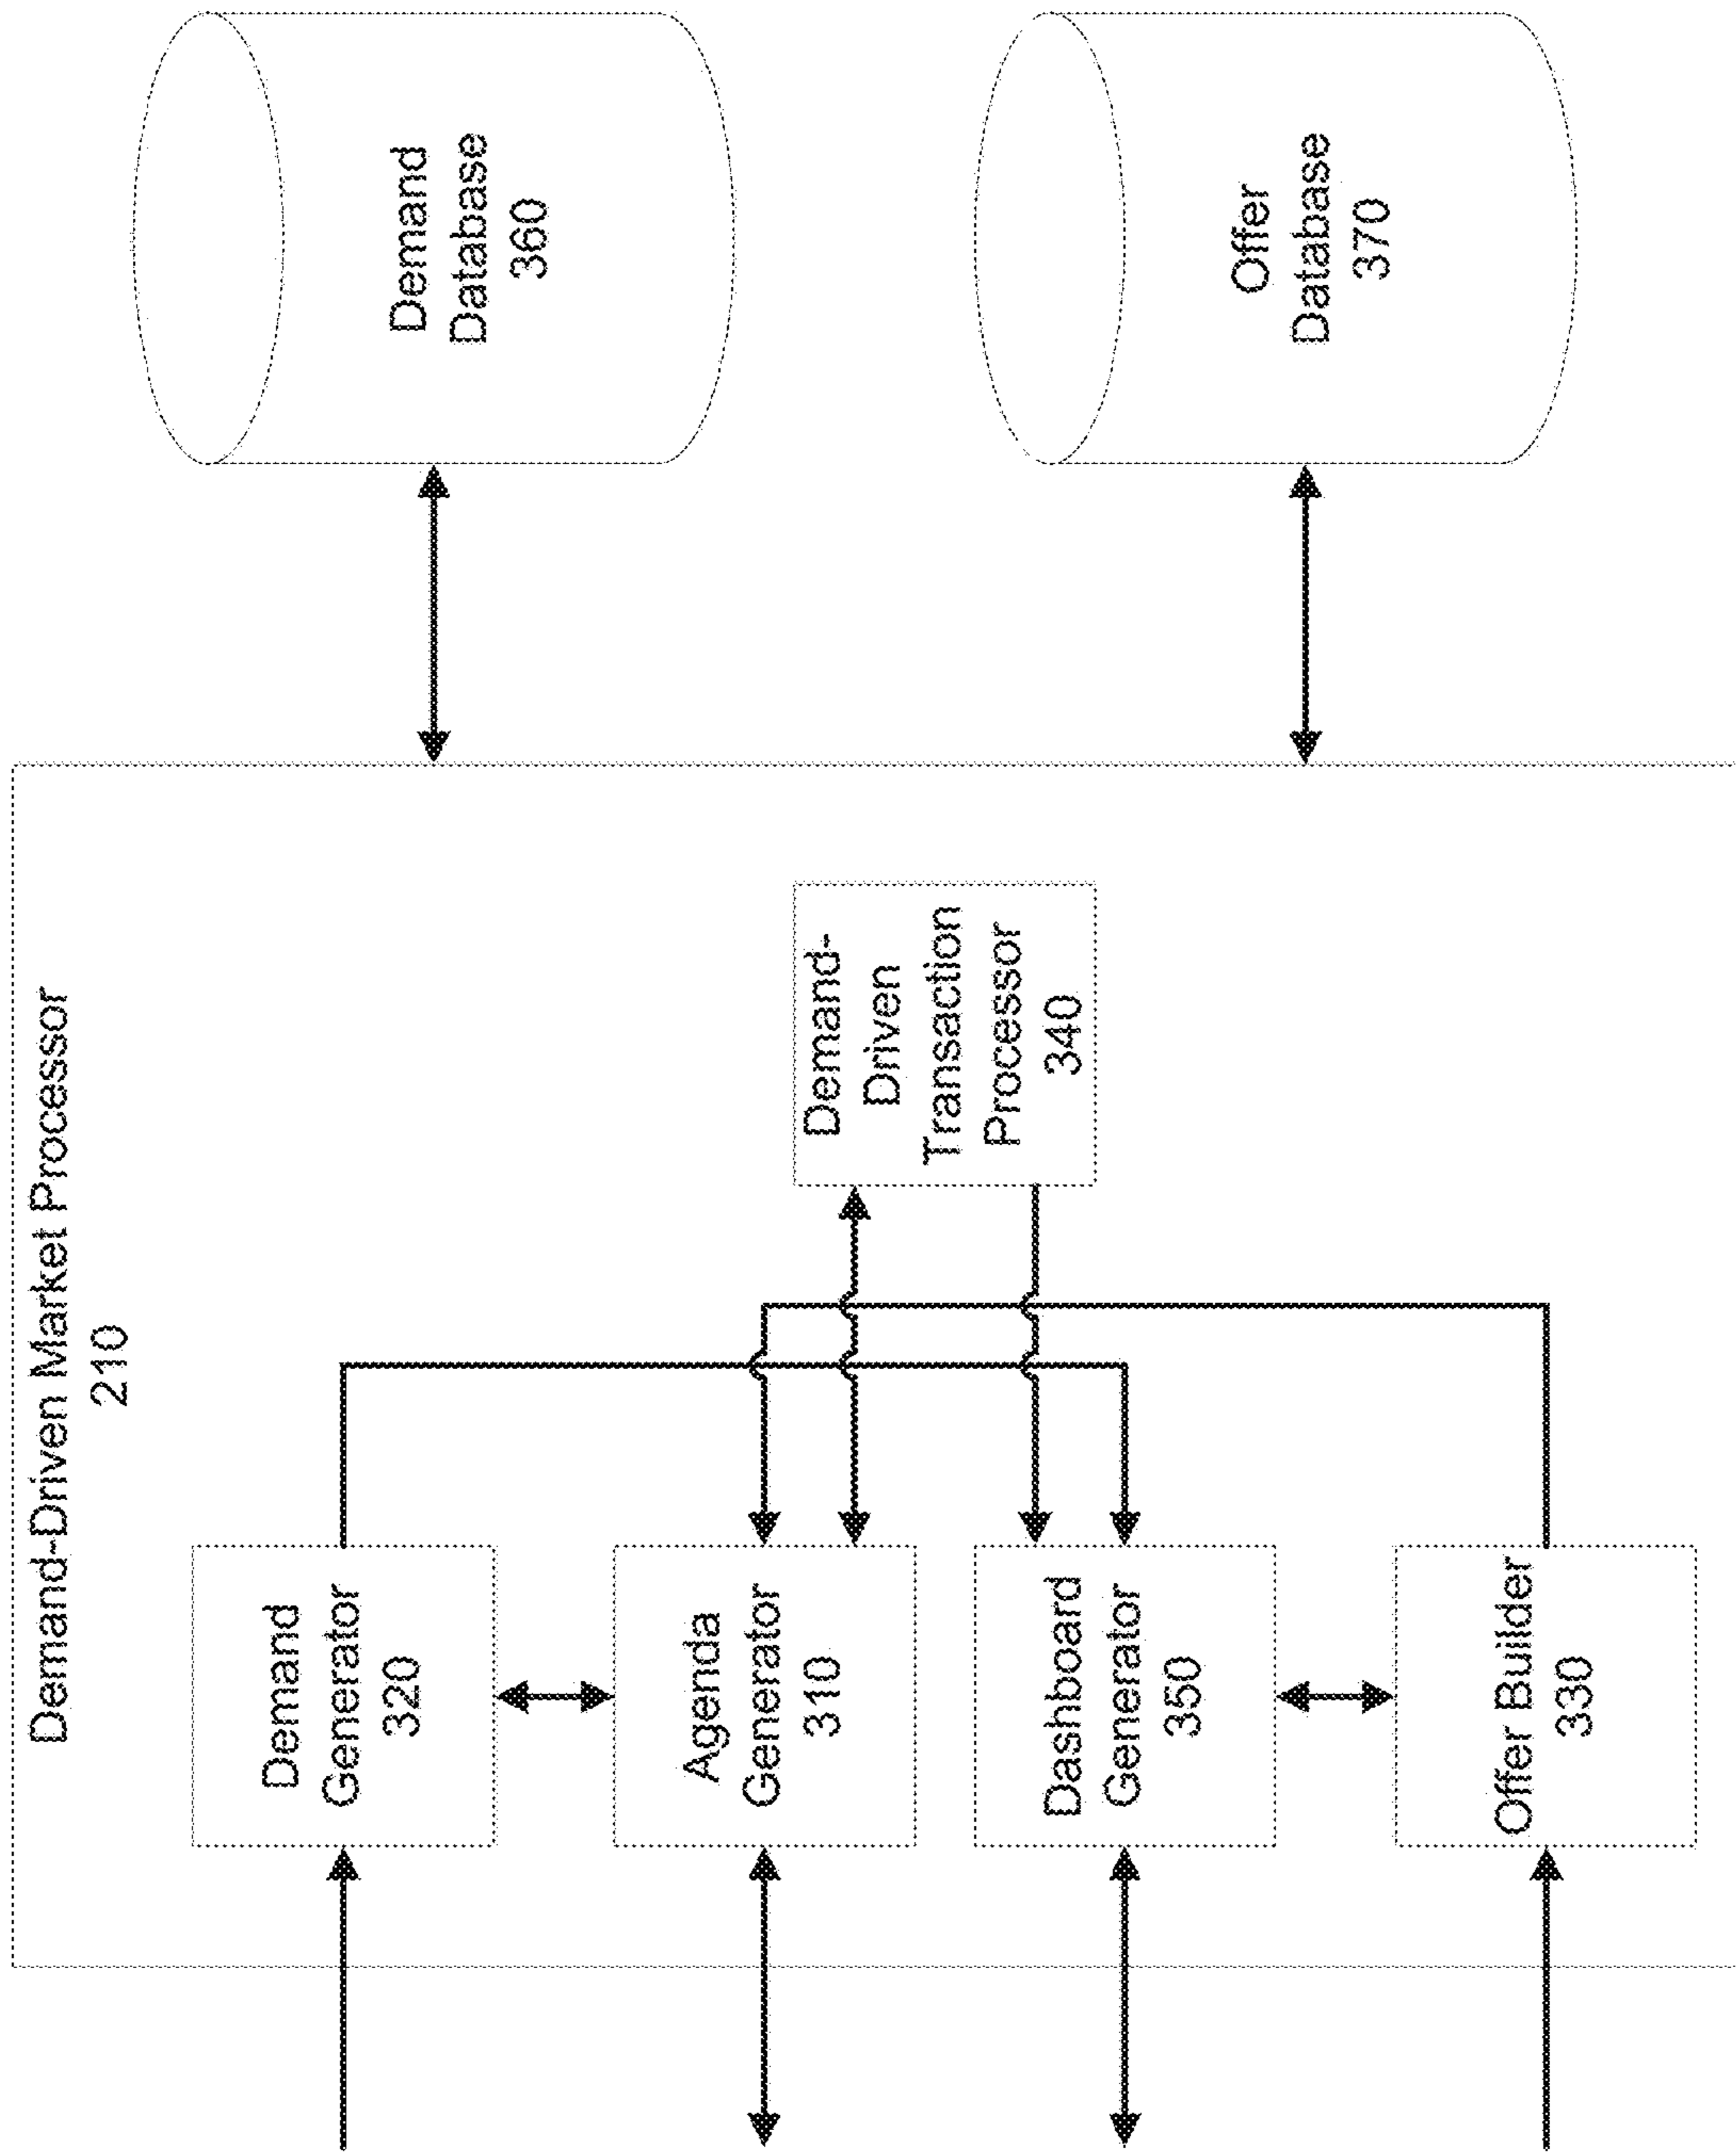 Demand-Driven Market Processor
210
Demand
Generator
320
Agenda
Generator
310
Dashboard
Generator
350
Offer Builder
330
Demand-
Driven
Transaction
Processor
340
Demand
Database
360
Offer
Database
370